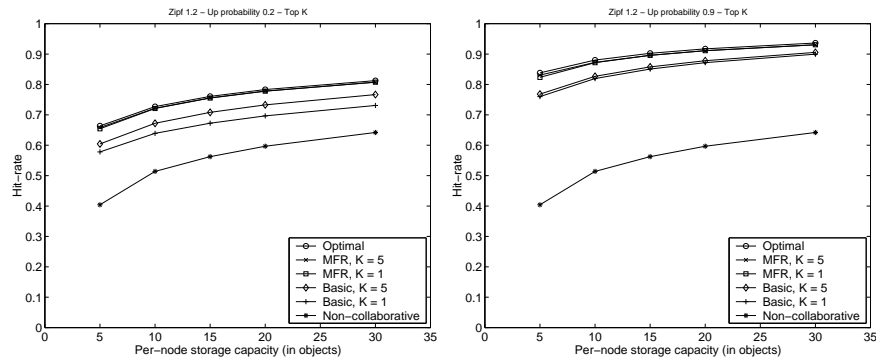 Zipf 1.2 − Up probability 0.2 − Top K
1
0.9
0.8
0.7
0.6
0.5
0.4
0.3
0.2
0.1
0
Hit−rate
Optimal
MFR, K = 5
MFR, K = 1
Basic, K = 5
Basic, K = 1
Non−collaborative
0 5 10 15 20 25 30 35
Per−node storage capacity (in objects)
Zipf 1.2 − Up probability 0.9 − Top K
1
0.9
0.8
0.7
0.6
0.5
0.4
0.3
0.2
0.1
0
Hit−rate
Optimal
MFR, K = 5
MFR, K = 1
Basic, K = 5
Basic, K = 1
Non−collaborative
0 5 10 15 20 25 30 35
Per−node storage capacity (in objects)